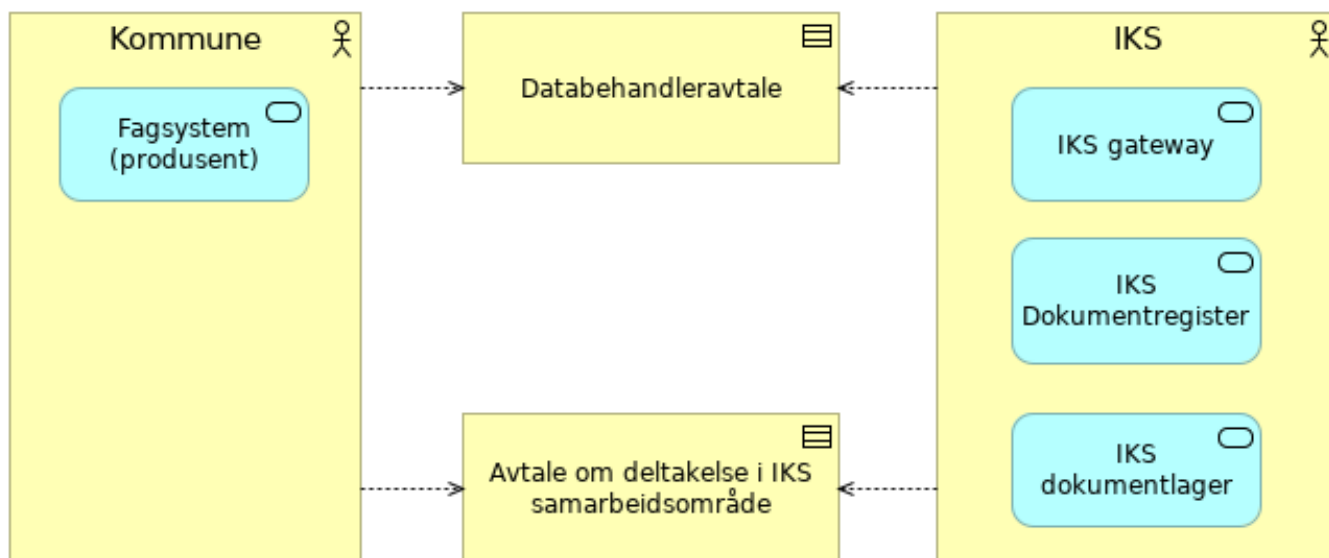 Kommune
Fagsystem
(produsent)
Databehandleravtale
Avtale om deltakelse i IKS
samarbeidsområde
IKS
IKS gateway
IKS
Dokumentregister
IKS
dokumentlager